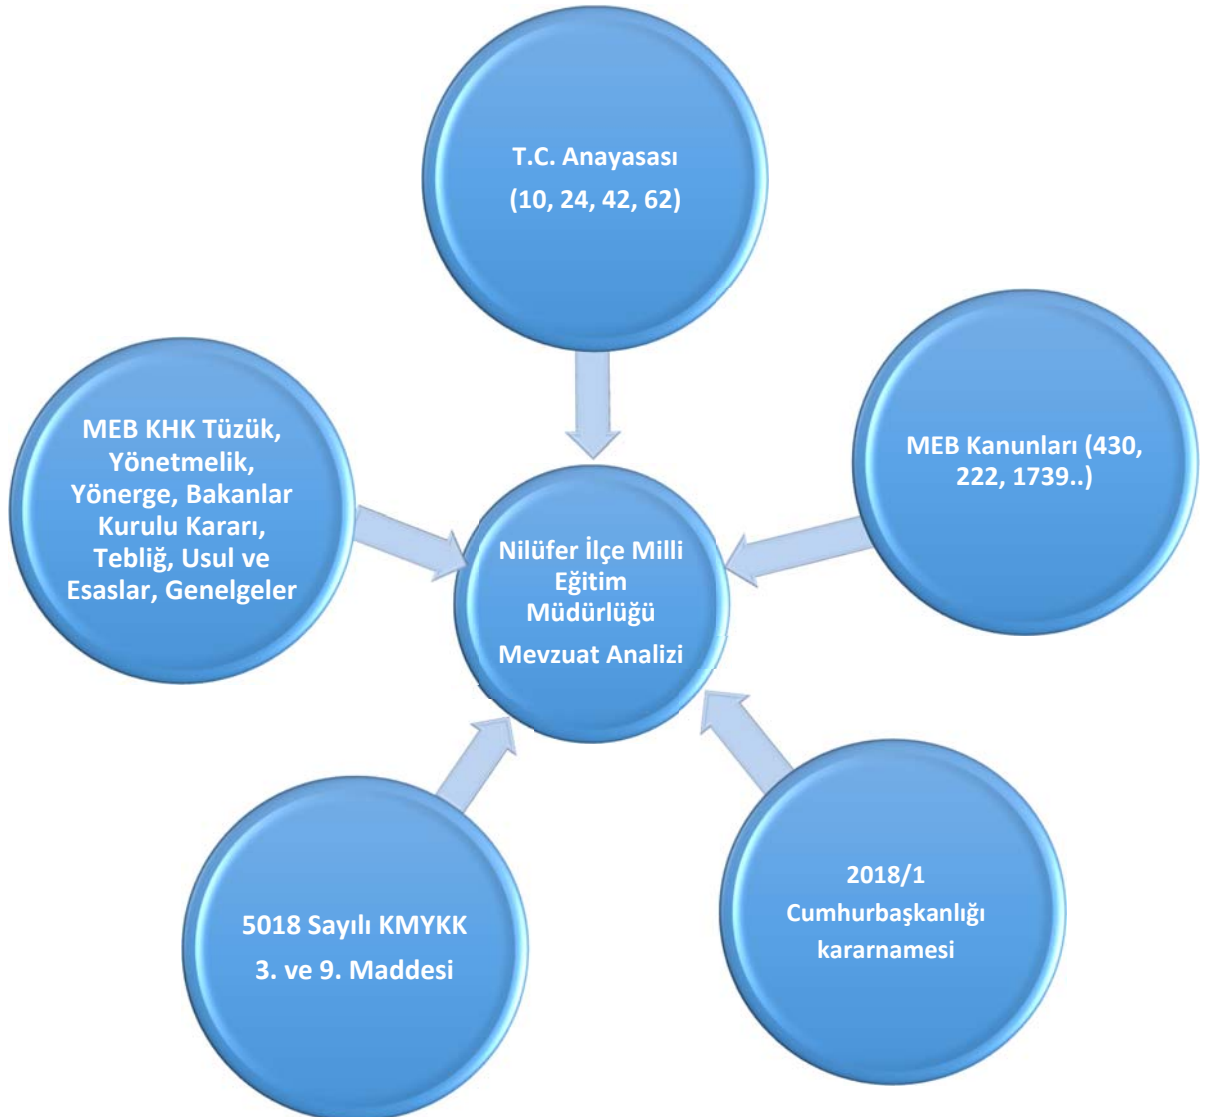 T.C. Anayasası
(10, 24, 42, 62)
MEB Kanunları (430,
222, 1739..)
MEB KHK Tüzük,
Yönetmelik,
Yönerge, Bakanlar
Kurulu Kararı,
Tebliğ, Usul ve
Esaslar, Genelgeler
Nilüfer İlçe Milli
Eğitim
Müdürlüğü
Mevzuat Analizi
2018/1
Cumhurbaşkanlığı
kararnamesi
5018 Sayılı KMYKK
3. ve 9. Maddesi